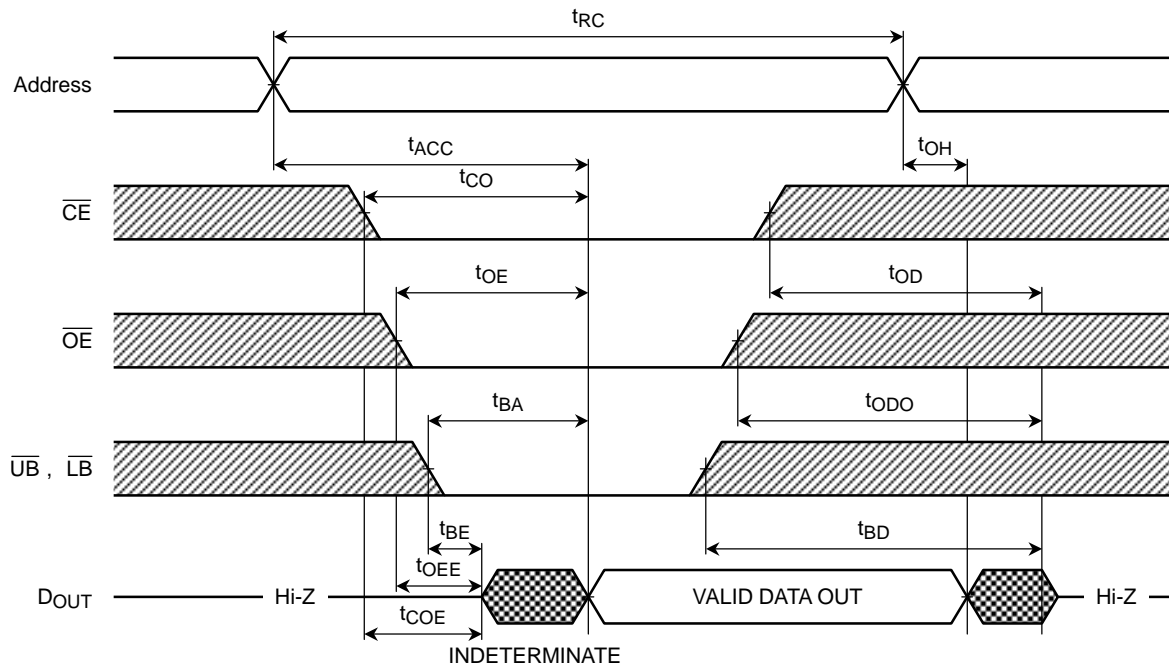 tRC
Address
tACC
tOH
tCO
CE
tOE
tOD
OE
tBA
tODO
UB , LB
tBE
tBD
tOEE
DOUT
Hi-Z
VALID DATA OUT
Hi-Z
tCOE
INDETERMINATE